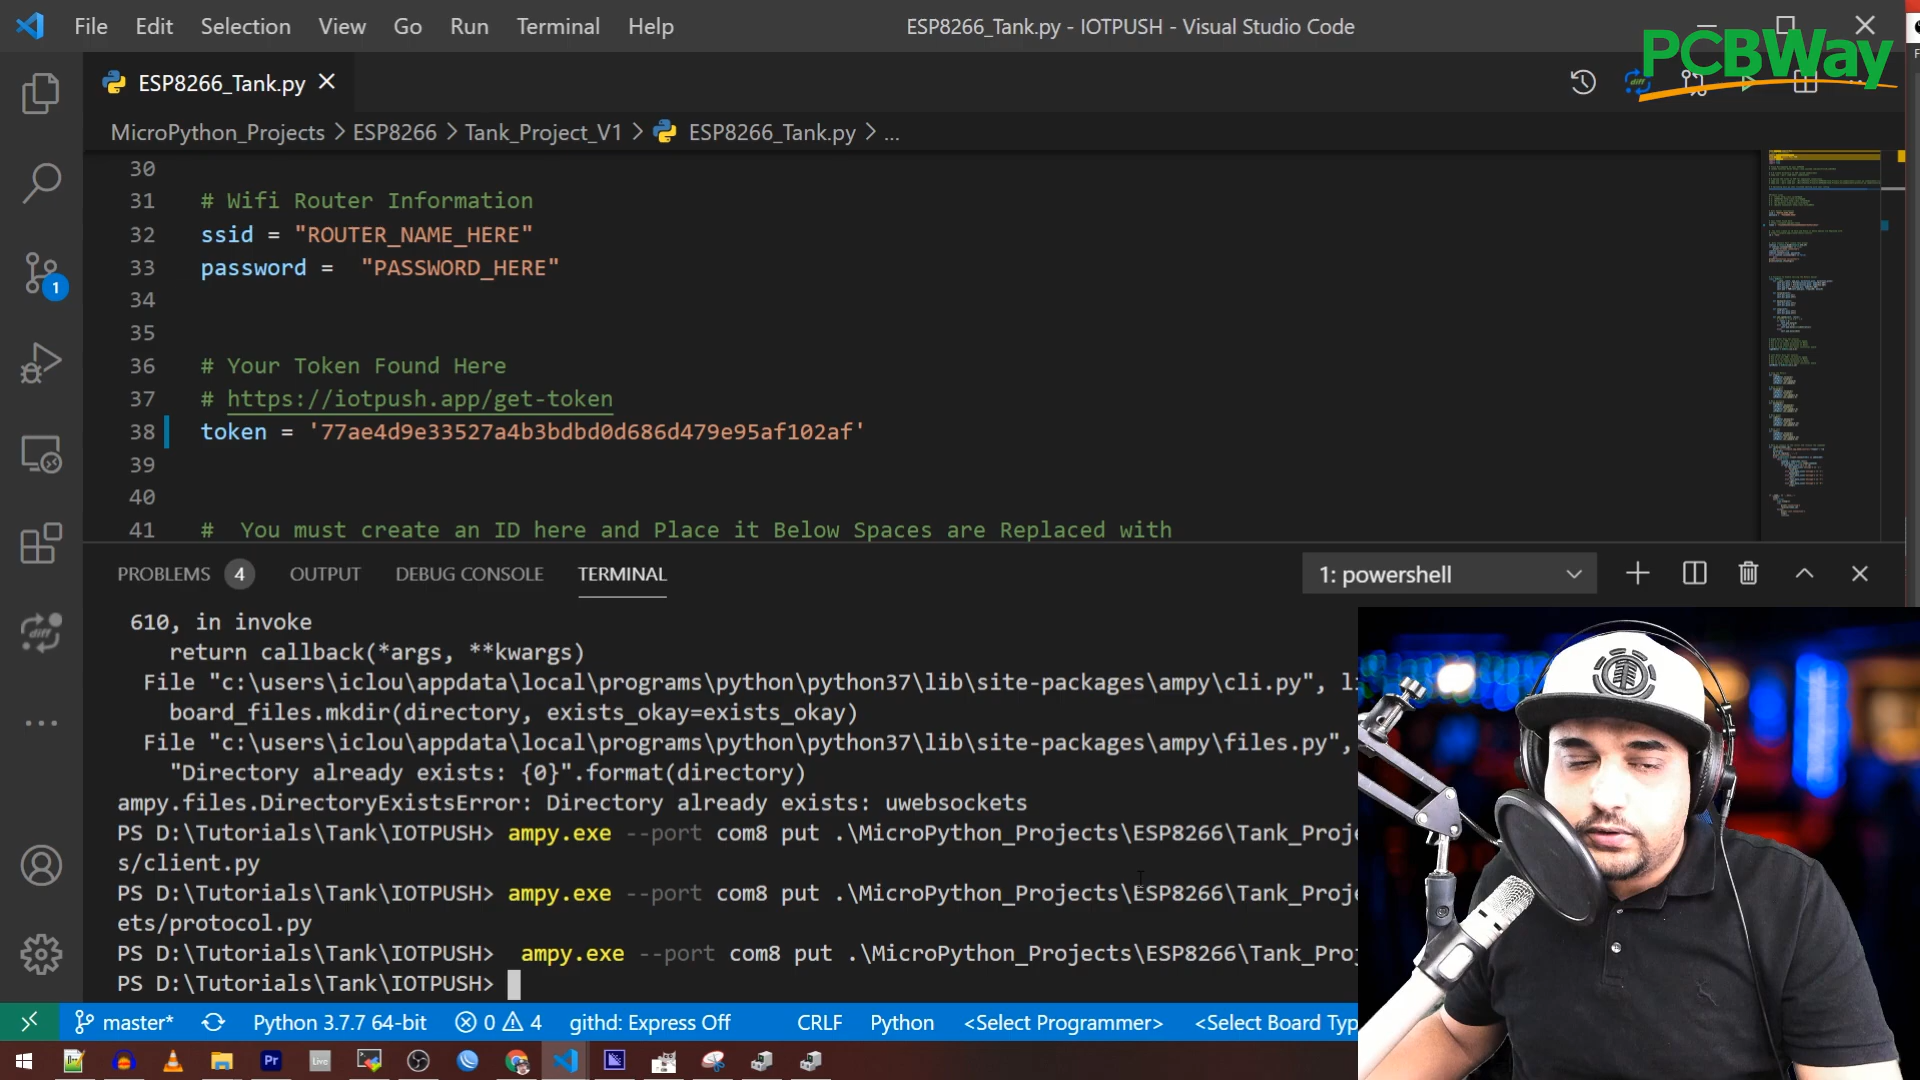 File Edit Selection View Go Run Terminal Help ESP8266_Tank.py - IOTPUSH - Visual Studio Code
PCBWay
ESP8266_Tank.py
MicroPython_Projects > ESP8266 > Tank_Project_V1 > ESP8266_Tank.py > ...
30
31 # Wifi Router Information
32 ssid = "ROUTER_NAME_HERE"
33 password = "PASSWORD_HERE"
34
35
36 # Your Token Found Here
37 # https://iotpush.app/get-token
38 token = '77ae4d9e33527a4b3bdbd0d686d479e95af102af'
39
40
41 # You must create an ID here and Place it Below Spaces are Replaced with
1
diff
PROBLEMS 4 OUTPUT DEBUG CONSOLE TERMINAL 1: powershell
610, in invoke
return callback(*args, **kwargs)
File "c:\users\iclou\appdata\local\programs\python\python37\lib\site-packages\ampy\cli.py", li
board_files.mkdir(directory, exists_okay=exists_okay)
File "c:\users\iclou\appdata\local\programs\python\python37\lib\site-packages\ampy\files.py",
"Directory already exists: {0}".format(directory)
ampy.files.DirectoryExistsError: Directory already exists: uwebsockets
PS D:\Tutorials\Tank\IOTPUSH> ampy.exe --port com8 put .\MicroPython_Projects\ESP8266\Tank_Proje
s/client.py
PS D:\Tutorials\Tank\IOTPUSH> ampy.exe --port com8 put .\MicroPython_Projects\ESP8266\Tank_Proje
ets/protocol.py
PS D:\Tutorials\Tank\IOTPUSH> ampy.exe --port com8 put .\MicroPython_Projects\ESP8266\Tank_Proj
PS D:\Tutorials\Tank\IOTPUSH>
master* Python 3.7.7 64-bit 0 4 githd: Express Off CRLF Python <Select Programmer> <Select Board Typ
Pr Live